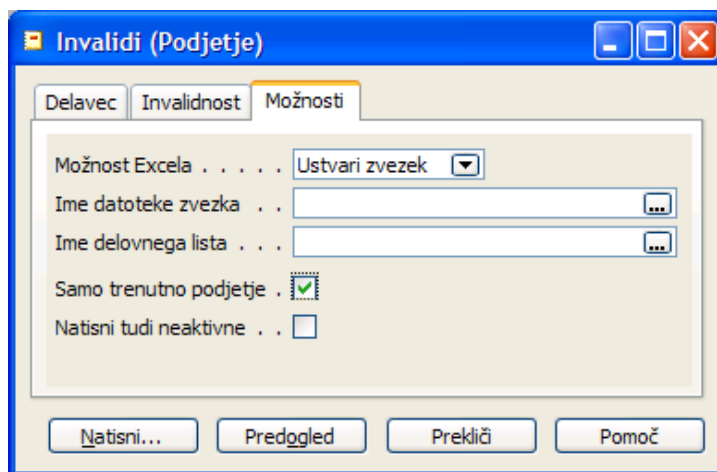 Invalidi (Podjetje)
Delavec Invalidnost Možnosti
Možnost Excela . . . . . Ustvari zvezek
Ime datoteke zvezka . . ...
Ime delovnega lista . . . ...
Samo trenutno podjetje .
Natisni tudi neaktivne . .
Natisni... Predogled Prekliči Pomoč